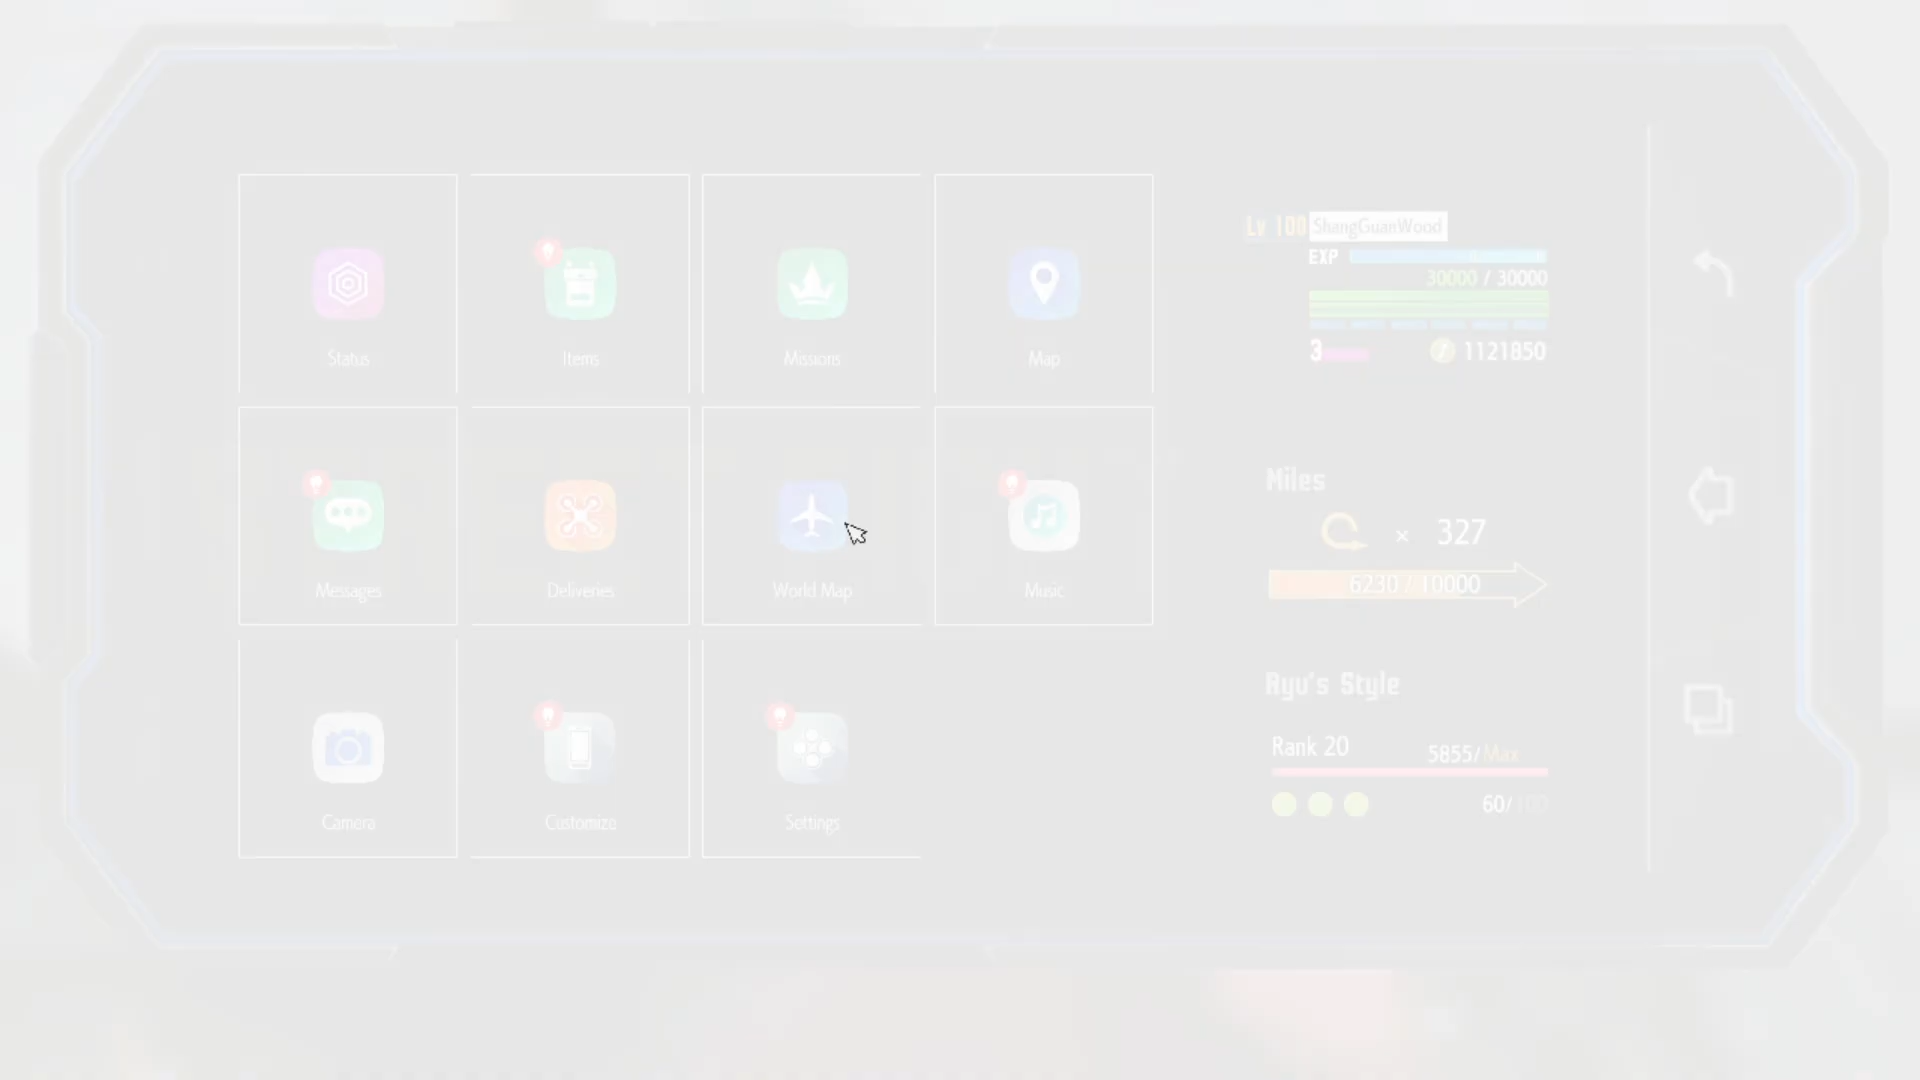 Status
Items
Missions
Map
Messages
Deliveries
World Map
Music
Camera
Customize
Settings
Lv 100 ShangGuanWood
EXP
30000 / 30000
3
1121850
Miles
× 327
6230 / 10000
Ryu's Style
Rank 20
5855/Max
60/100